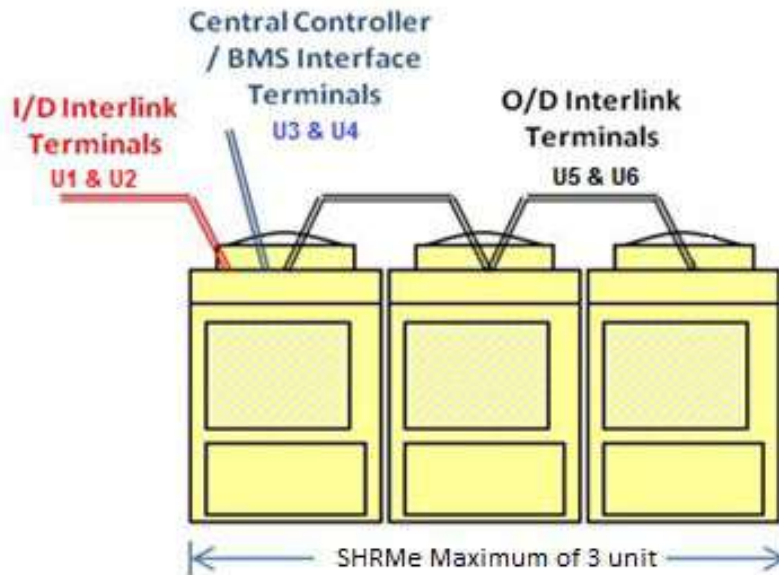 Central Controller
/ BMS Interface
Terminals
U3 & U4
I/D Interlink
Terminals
U1 & U2
O/D Interlink
Terminals
U5 & U6
SHRMe Maximum of 3 unit